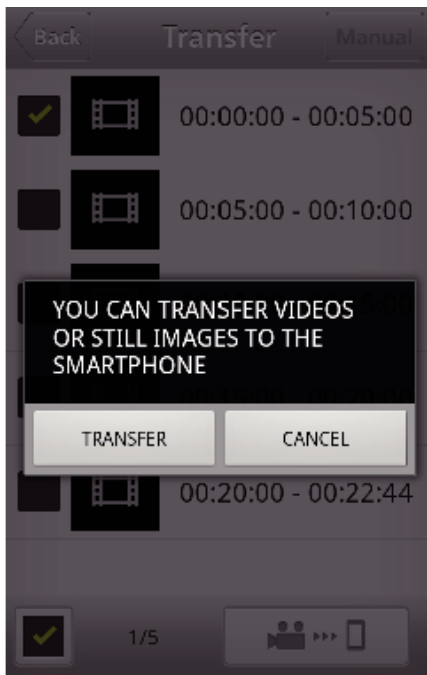 Back Transfer Manual
00:00:00 - 00:05:00
00:05:00 - 00:10:00
YOU CAN TRANSFER VIDEOS
OR STILL IMAGES TO THE
SMARTPHONE
TRANSFER CANCEL
00:20:00 - 00:22:44
1/5